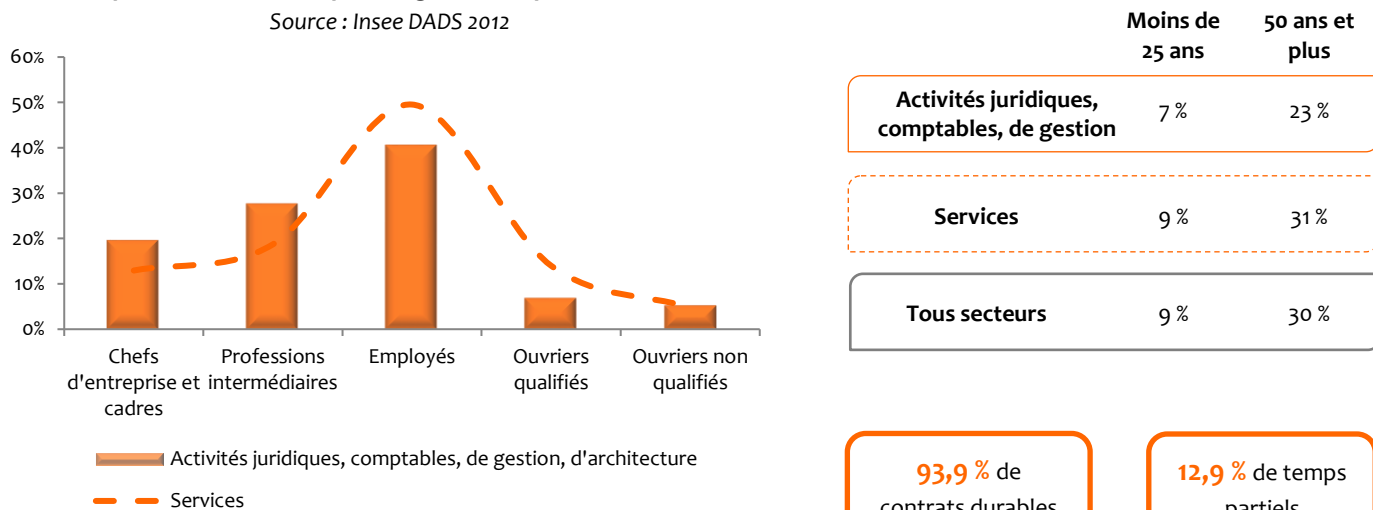 Source : Insee DADS 2012
60%
50%
40%
30%
20%
10%
0%
Chefs d'entreprise et cadres
Professions intermédiaires
Employés
Ouvriers qualifiés
Ouvriers non qualifiés
Activités juridiques, comptables, de gestion, d'architecture
Services
Moins de 25 ans
50 ans et plus
Activités juridiques, comptables, de gestion
7 %
23 %
Services
9 %
31 %
Tous secteurs
9 %
30 %
93,9 % de
contrats durables
12,9 % de temps
partiels